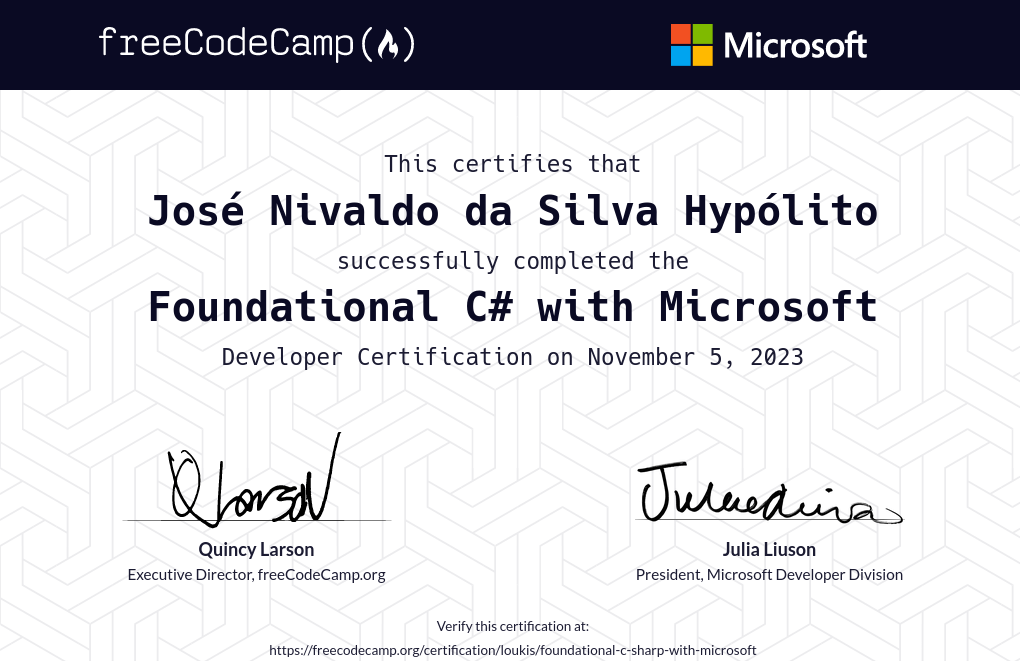 freeCodeCamp Microsoft
This certifies that
José Nivaldo da Silva Hypólito
successfully completed the
Foundational C# with Microsoft
Developer Certification on November 5, 2023
Quincy Larson Julia Liuson
Executive Director, freeCodeCamp.org President, Microsoft Developer Division
Verify this certification at:
https://freecodecamp.org/certification/loukis/foundational-c-sharp-with-microsoft